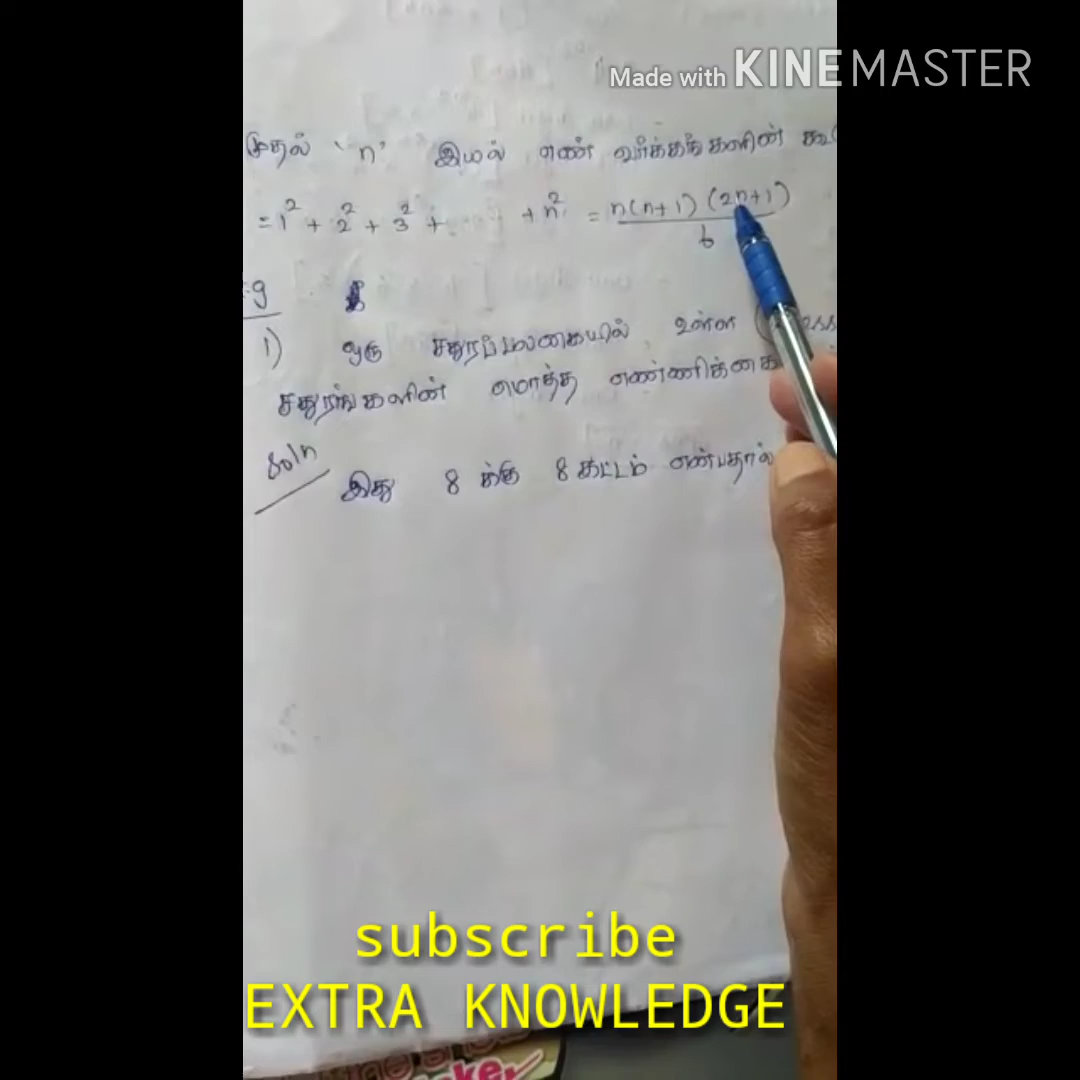 Made with KINEMASTER
முதல் 'n' இயல் எண் வர்க்கங்களின்
= 1² + 2² + 3² + + n² = n(n+1)(2n+1)
6
1) ஒரு சதுரப்பலகையில் உள்ள
சதுரங்களின் மொத்த எண்ணிக்கை
Soln
இது 8 க்கு 8 கட்டம் என்பதால்
subscribe
EXTRA KNOWLEDGE